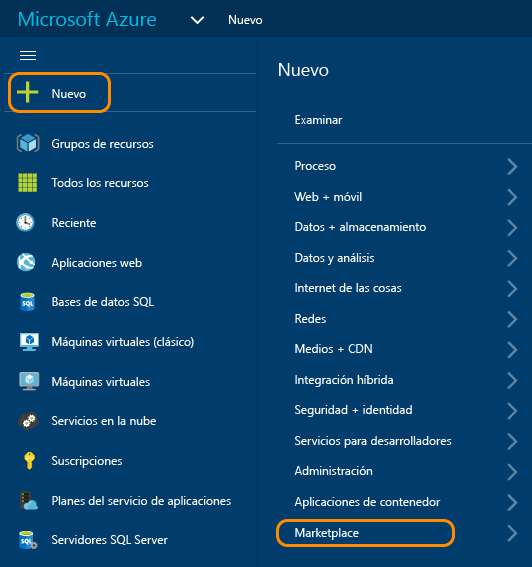 Microsoft Azure Nuevo
Nuevo
Grupos de recursos
Todos los recursos
Reciente
Aplicaciones web
Bases de datos SQL
Máquinas virtuales (clásico)
Máquinas virtuales
Servicios en la nube
Suscripciones
Planes del servicio de aplicaciones
Servidores SQL Server
Nuevo
Examinar
Proceso
Web + móvil
Datos + almacenamiento
Datos y análisis
Internet de las cosas
Redes
Medios + CDN
Integración híbrida
Seguridad + identidad
Servicios para desarrolladores
Administración
Aplicaciones de contenedor
Marketplace